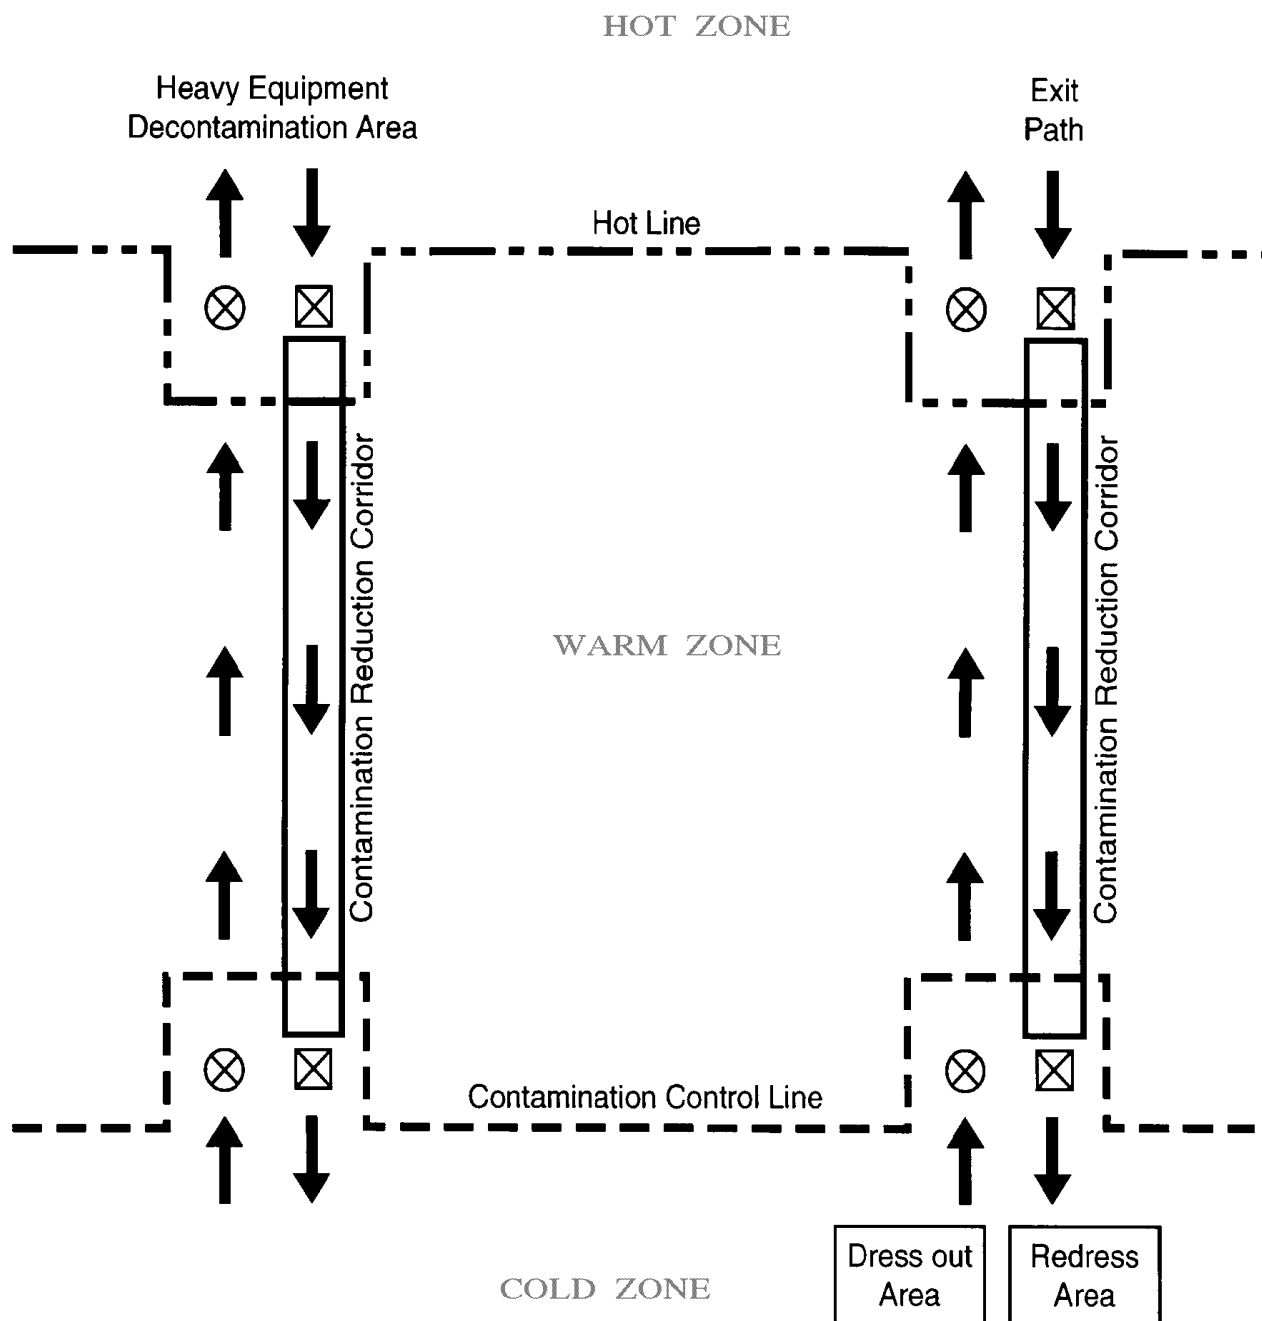 HOT ZONE
Heavy Equipment
Decontamination Area
Exit
Path
Hot Line
Contamination Reduction Corridor
Contamination Reduction Corridor
WARM ZONE
Contamination Control Line
Dress out
Area
Redress
Area
COLD ZONE